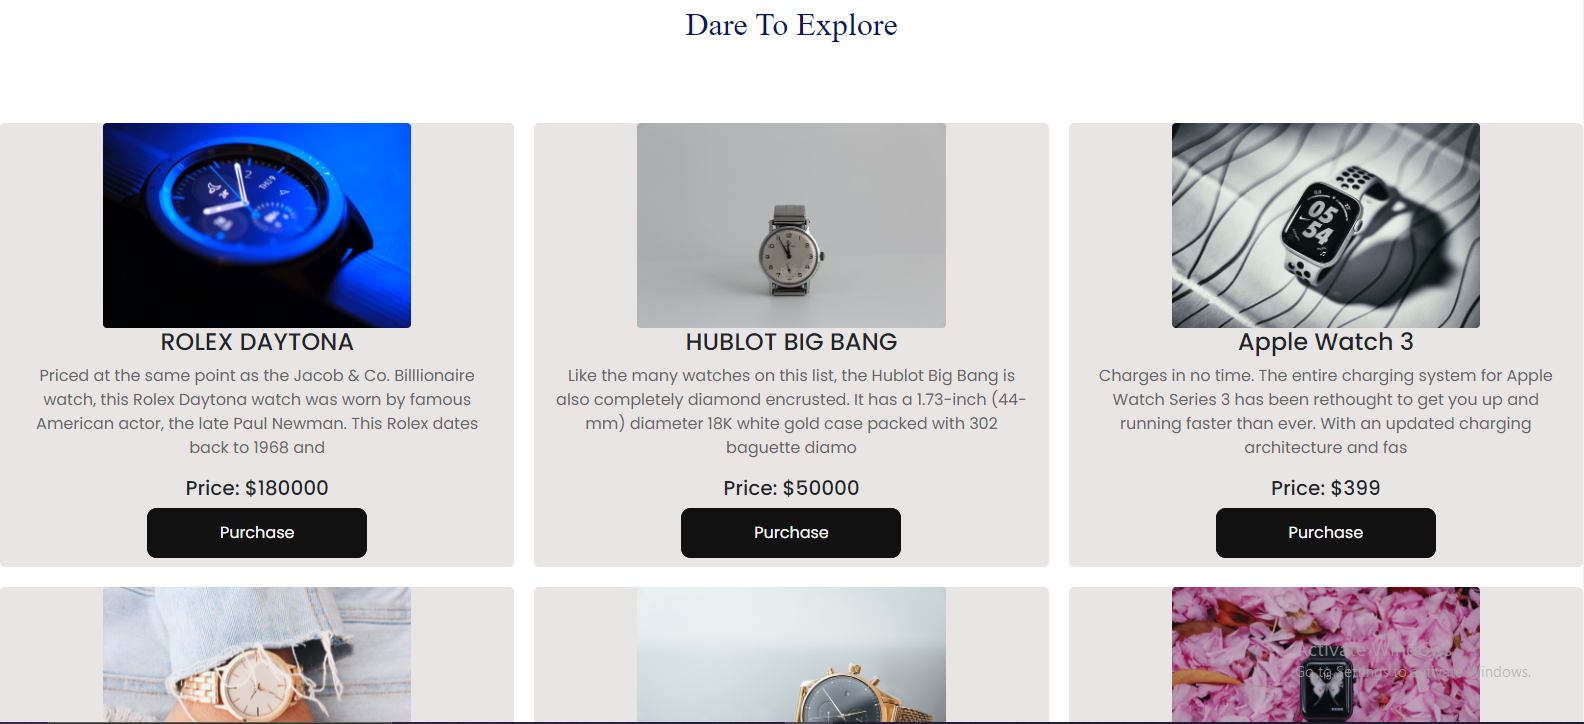 Dare To Explore
2
THU 9
05
54
ROLEX DAYTONA
Priced at the same point as the Jacob & Co. Billlionaire
watch, this Rolex Daytona watch was worn by famous
American actor, the late Paul Newman. This Rolex dates
back to 1968 and
Price: $180000
Purchase
HUBLOT BIG BANG
Like the many watches on this list, the Hublot Big Bang is
also completely diamond encrusted. It has a 1.73-inch (44-
mm) diameter 18K white gold case packed with 302
baguette diamo
Price: $50000
Purchase
Apple Watch 3
Charges in no time. The entire charging system for Apple
Watch Series 3 has been rethought to get you up and
running faster than ever. With an updated charging
architecture and fas
Price: $399
Purchase
Activate Windows
Go to Settings to activate Windows.